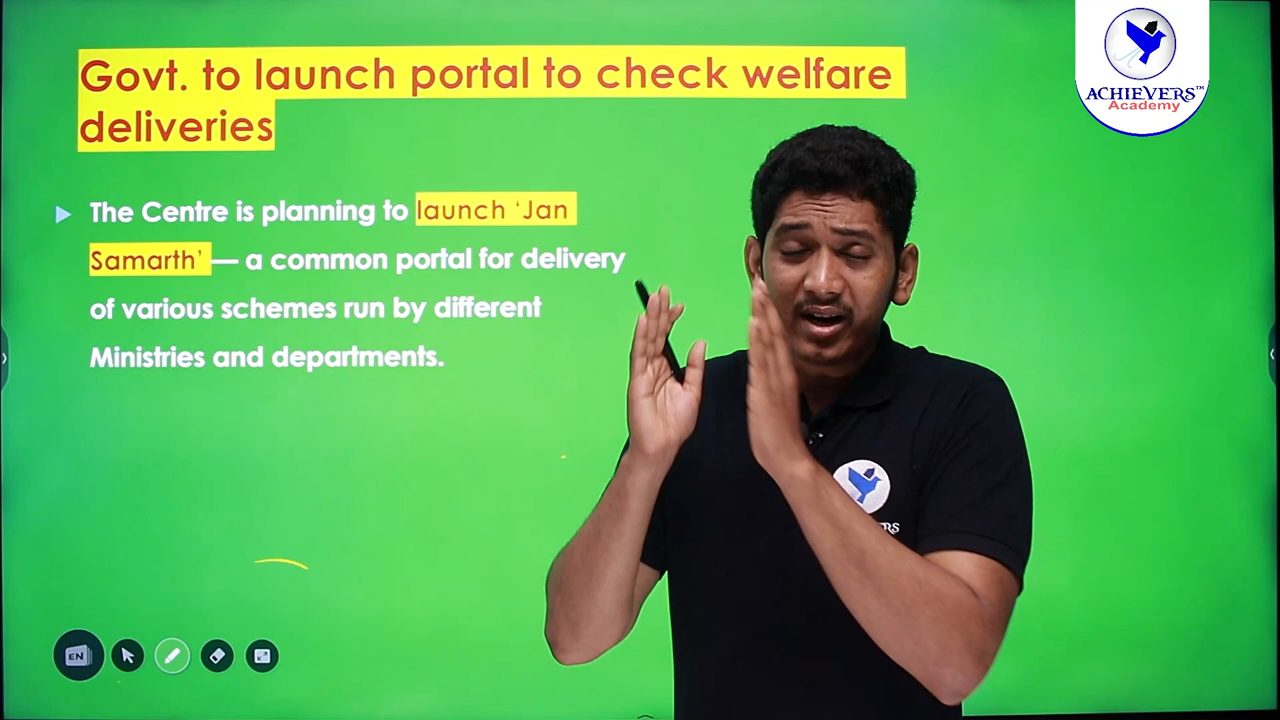 Govt. to launch portal to check welfare
deliveries
The Centre is planning to launch ‘Jan
Samarth’ — a common portal for delivery
of various schemes run by different
Ministries and departments.
ACHIEVERS™
Academy
EN